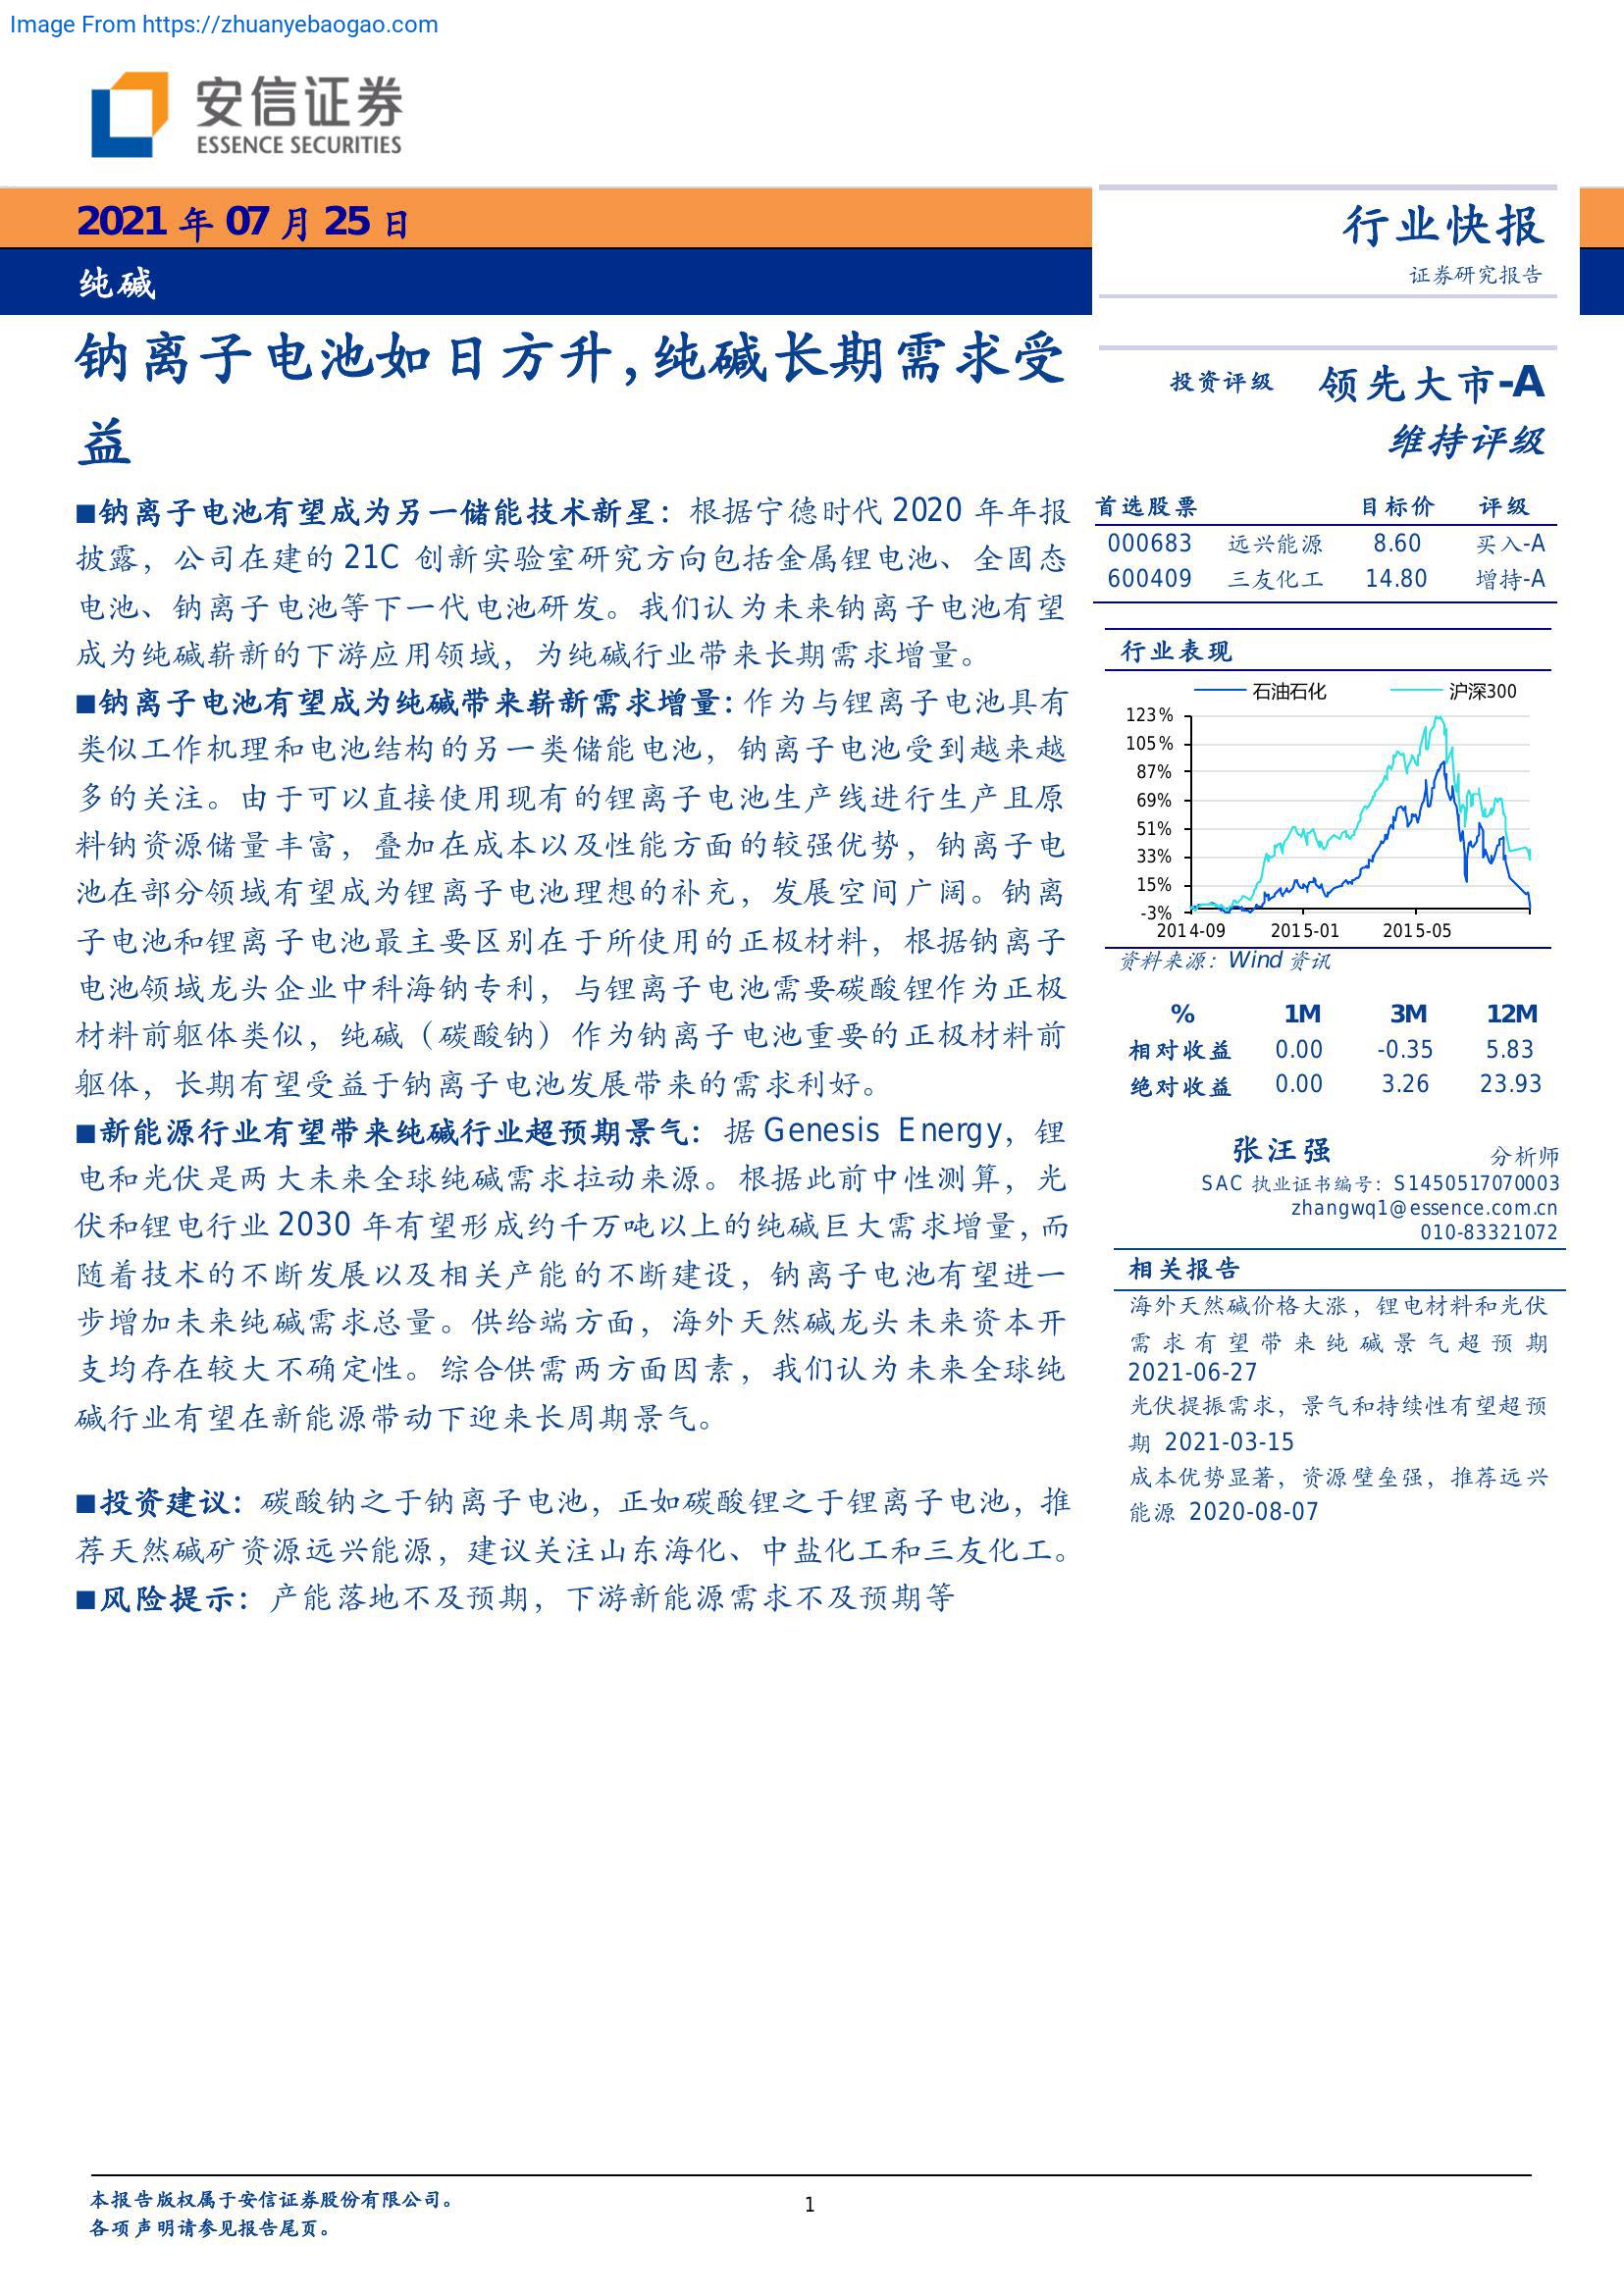 Image From https://zhuanyebaogao.com
安信证券
ESSENCE SECURITIES
2021 年 07 月 25 日
纯碱
钠离子电池如日方升,纯碱长期需求受
益
■钠离子电池有望成为另一储能技术新星：根据宁德时代 2020 年年报
披露，公司在建的 21C 创新实验室研究方向包括金属锂电池、全固态
电池、钠离子电池等下一代电池研发。我们认为未来钠离子电池有望
成为纯碱崭新的下游应用领域，为纯碱行业带来长期需求增量。
■钠离子电池有望成为纯碱带来崭新需求增量：作为与锂离子电池具有
类似工作机理和电池结构的另一类储能电池，钠离子电池受到越来越
多的关注。由于可以直接使用现有的锂离子电池生产线进行生产且原
料钠资源储量丰富，叠加在成本以及性能方面的较强优势，钠离子电
池在部分领域有望成为锂离子电池理想的补充，发展空间广阔。钠离
子电池和锂离子电池最主要区别在于所使用的正极材料，根据钠离子
电池领域龙头企业中科海钠专利，与锂离子电池需要碳酸锂作为正极
材料前躯体类似，纯碱（碳酸钠）作为钠离子电池重要的正极材料前
躯体，长期有望受益于钠离子电池发展带来的需求利好。
■新能源行业有望带来纯碱行业超预期景气：据 Genesis Energy，锂
电和光伏是两大未来全球纯碱需求拉动来源。根据此前中性测算，光
伏和锂电行业 2030 年有望形成约千万吨以上的纯碱巨大需求增量，而
随着技术的不断发展以及相关产能的不断建设，钠离子电池有望进一
步增加未来纯碱需求总量。供给端方面，海外天然碱龙头未来资本开
支均存在较大不确定性。综合供需两方面因素，我们认为未来全球纯
碱行业有望在新能源带动下迎来长周期景气。
■投资建议：碳酸钠之于钠离子电池，正如碳酸锂之于锂离子电池，推
荐天然碱矿资源远兴能源，建议关注山东海化、中盐化工和三友化工。
■风险提示：产能落地不及预期，下游新能源需求不及预期等
行业快报
证券研究报告
投资评级 领先大市-A
维持评级
首选股票 目标价 评级
000683 远兴能源 8.60 买入-A
600409 三友化工 14.80 增持-A
行业表现
石油石化 沪深300
123%
105%
87%
69%
51%
33%
15%
-3%
2014-09 2015-01 2015-05
资料来源：Wind 资讯
% 1M 3M 12M
相对收益 0.00 -0.35 5.83
绝对收益 0.00 3.26 23.93
张汪强 分析师
SAC 执业证书编号：S1450517070003
zhangwq1@essence.com.cn
010-83321072
相关报告
海外天然碱价格大涨，锂电材料和光伏
需求有望带来纯碱景气超预期
2021-06-27
光伏提振需求，景气和持续性有望超预
期 2021-03-15
成本优势显著，资源壁垒强，推荐远兴
能源 2020-08-07
本报告版权属于安信证券股份有限公司。
各项声明请参见报告尾页。
1